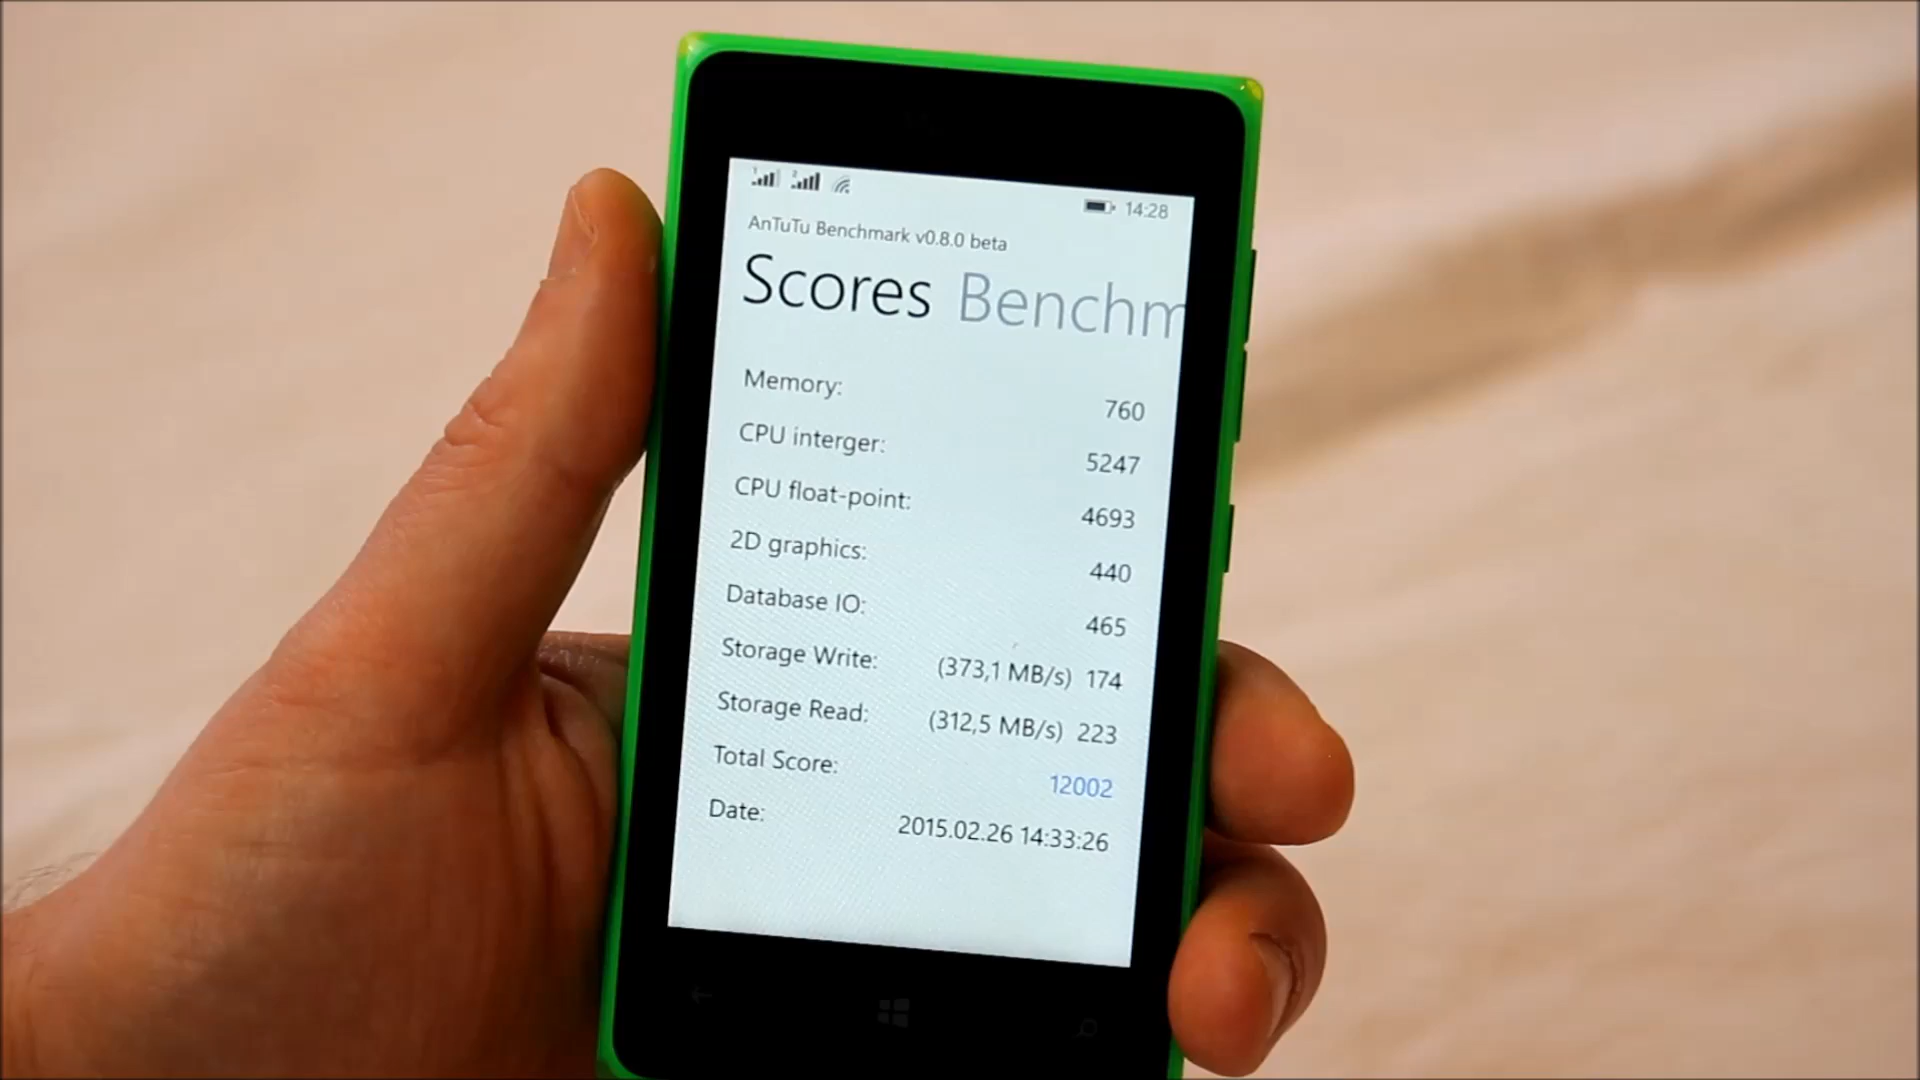 1 2 14:28
AnTuTu Benchmark v0.8.0 beta
Scores Benchm
Memory: 760
CPU interger: 5247
CPU float-point: 4693
2D graphics: 440
Database IO: 465
Storage Write: (373,1 MB/s) 174
Storage Read: (312,5 MB/s) 223
Total Score: 12002
Date: 2015.02.26 14:33:26